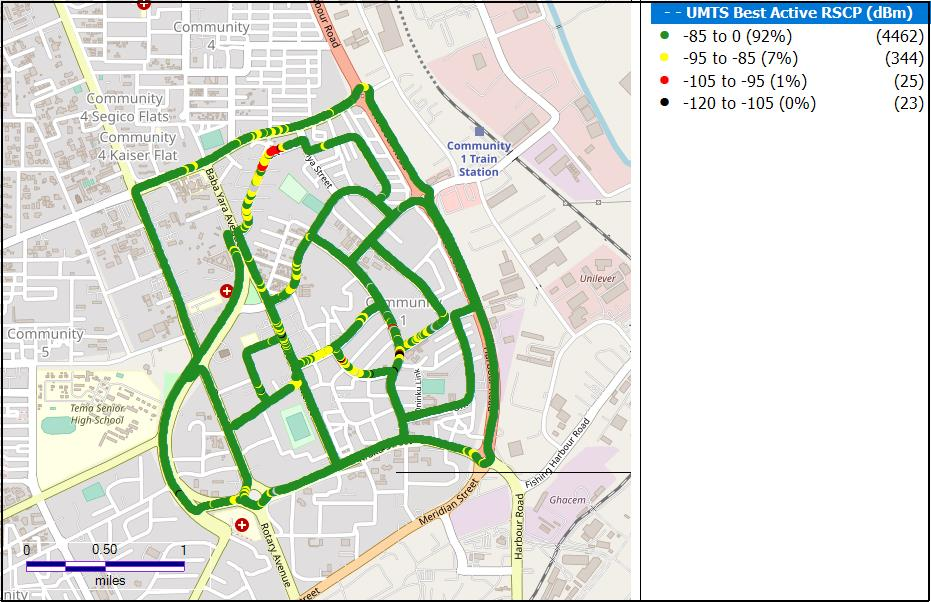 - - UMTS Best Active RSCP (dBm)
-85 to 0 (92%) (4462)
-95 to -85 (7%) (344)
-105 to -95 (1%) (25)
-120 to -105 (0%) (23)
Community
4
Harbour Road
Community
4 Segico Flats
Community
4 Kaiser Flat
Community
1 Train
Station
Street
Baba Yara Avenue
Unilever
Community
1
Community
5
Tema Senior
High-School
Link
Fishing Harbour Road
Meridian Street
Ghacem
Harbour Road
Rotary Avenue
0 0.50 1
miles
Street
nity